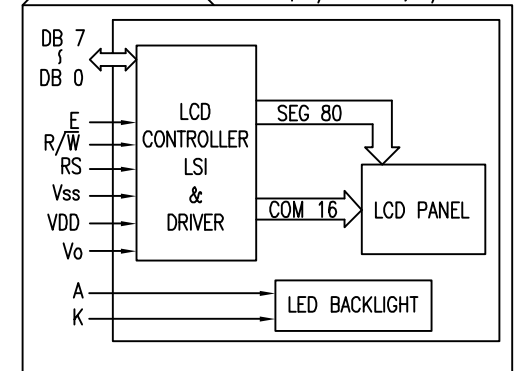 DB 7
∫
DB 0
E
R/W̅
RS
Vss
VDD
Vo
A
K
LCD
CONTROLLER
LSI
&
DRIVER
SEG 80
COM 16
LCD PANEL
LED BACKLIGHT